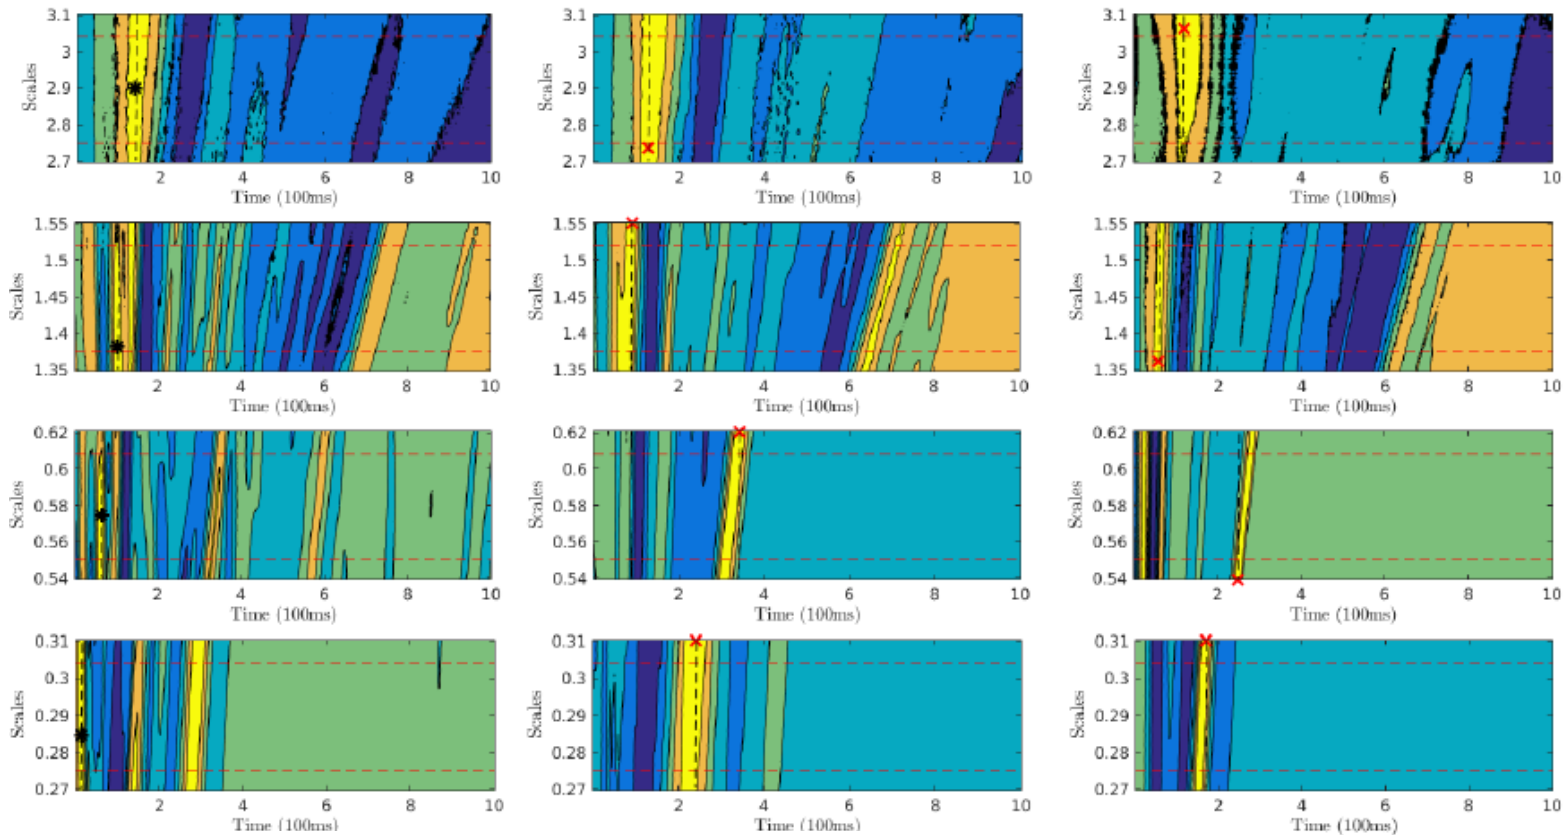 3.1 3.1 3.1
3 3 3
Scales Scales Scales
2.9 2.9 2.9
2.8 2.8 2.8
2.7 2.7 2.7
2 4 6 8 10 2 4 6 8 10 2 4 6 8 10
Time (100ms) Time (100ms) Time (100ms)
1.55 1.55 1.55
1.5 1.5 1.5
Scales Scales Scales
1.45 1.45 1.45
1.4 1.4 1.4
1.35 1.35 1.35
2 4 6 8 10 2 4 6 8 10 2 4 6 8 10
Time (100ms) Time (100ms) Time (100ms)
0.62 0.62 0.62
0.6 0.6 0.6
Scales Scales Scales
0.58 0.58 0.58
0.56 0.56 0.56
0.54 0.54 0.54
2 4 6 8 10 2 4 6 8 10 2 4 6 8 10
Time (100ms) Time (100ms) Time (100ms)
0.31 0.31 0.31
0.3 0.3 0.3
Scales Scales Scales
0.29 0.29 0.29
0.28 0.28 0.28
0.27 0.27 0.27
2 4 6 8 10 2 4 6 8 10 2 4 6 8 10
Time (100ms) Time (100ms) Time (100ms)